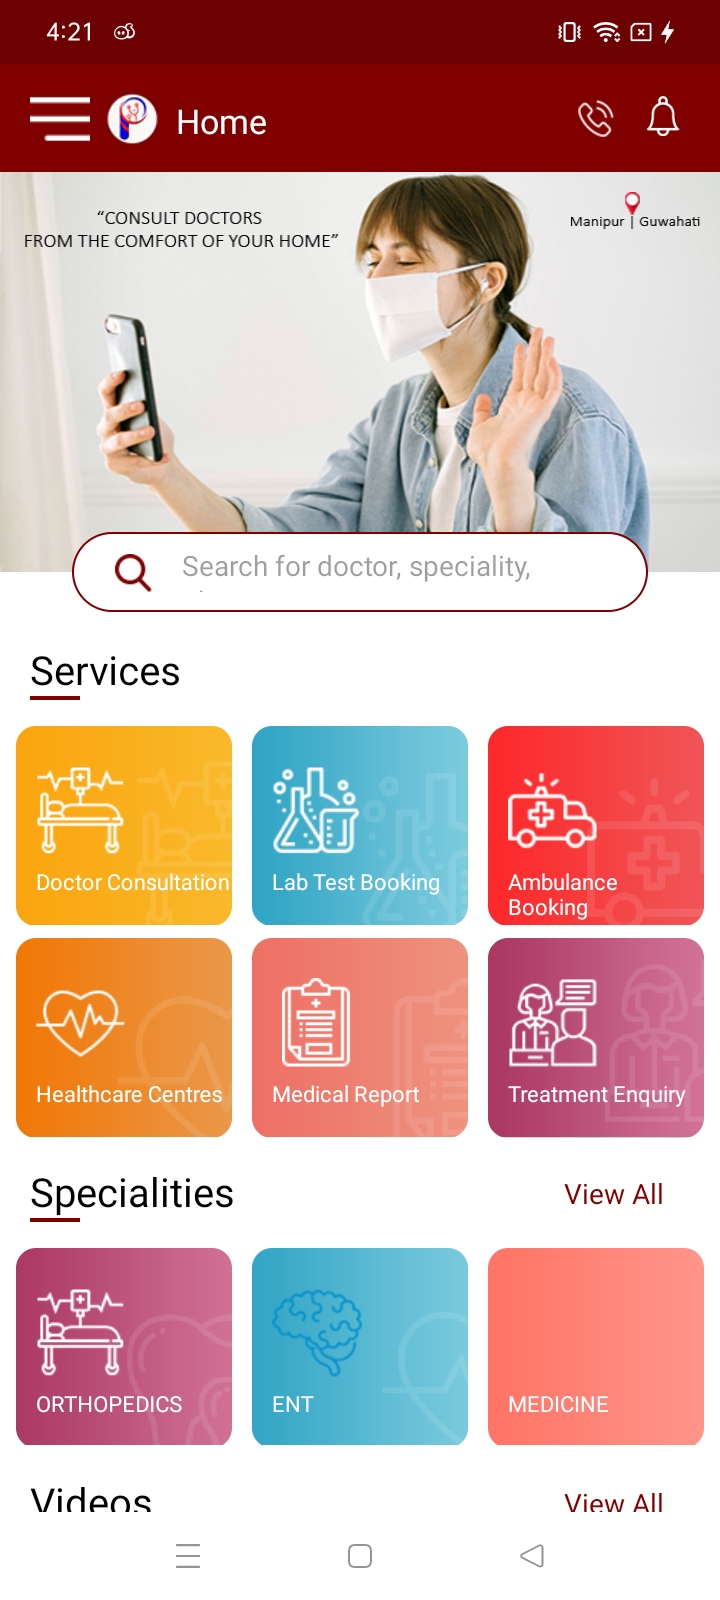 4:21
Home
“CONSULT DOCTORS
FROM THE COMFORT OF YOUR HOME”
Manipur | Guwahati
Search for doctor, speciality,
Services
Doctor Consultation
Lab Test Booking
Ambulance
Booking
Healthcare Centres
Medical Report
Treatment Enquiry
Specialities
View All
ORTHOPEDICS
ENT
MEDICINE
Videos
View All